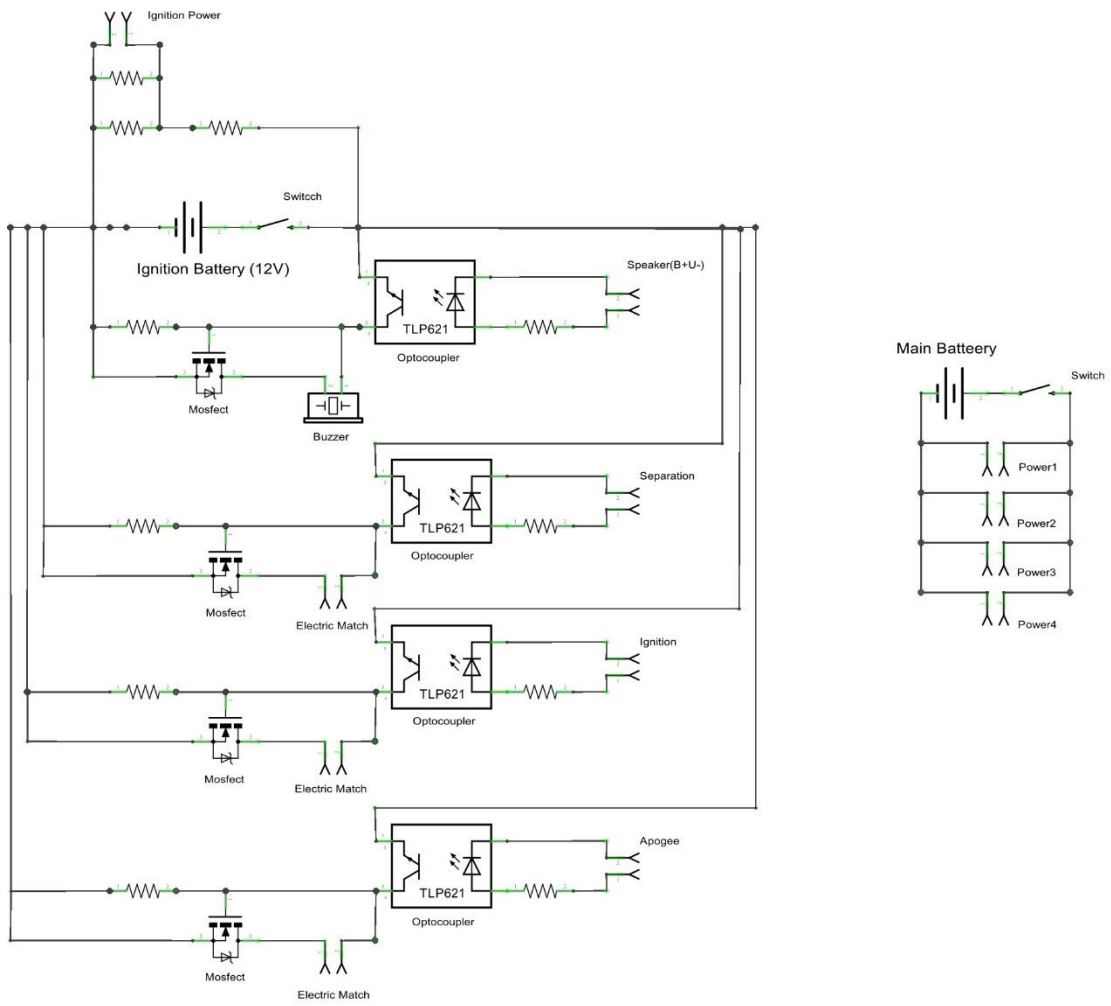 Ignition Power
Switcch
Ignition Battery (12V)
Speaker(B+U-)
TLP621
Optocoupler
Mosfect
Buzzer
Main Batteery
Switch
Power1
Power2
Power3
Power4
Separation
TLP621
Optocoupler
Mosfect
Electric Match
Ignition
TLP621
Optocoupler
Mosfect
Electric Match
Apogee
TLP621
Optocoupler
Mosfect
Electric Match